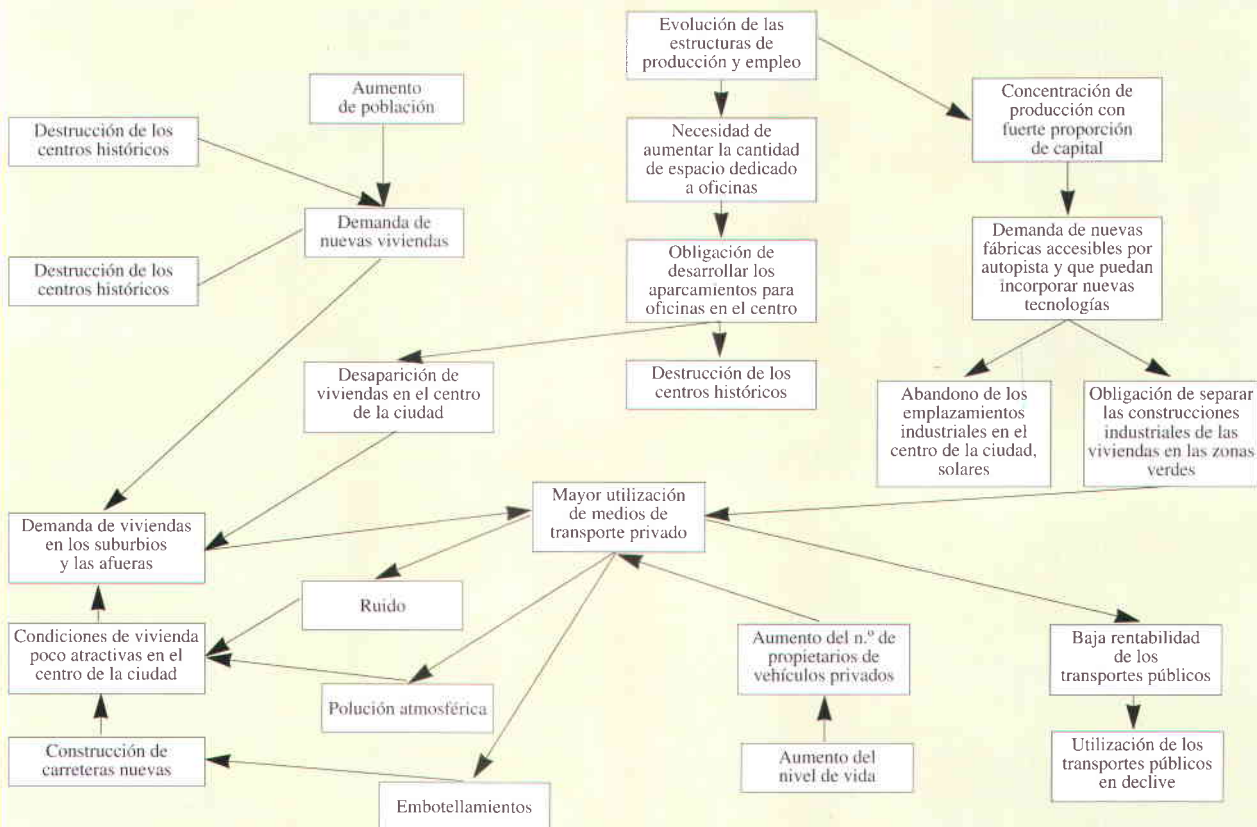 Evolución de las
estructuras de
producción y empleo
Aumento
de población
Concentración de
producción con
fuerte proporción
de capital
Destrucción de los
centros históricos
Necesidad de
aumentar la cantidad
de espacio dedicado
a oficinas
Demanda de
nuevas viviendas
Demanda de nuevas
fábricas accesibles por
autopista y que puedan
incorporar nuevas
tecnologías
Destrucción de los
centros históricos
Obligación de
desarrollar los
aparcamientos para
oficinas en el centro
Desaparición de
viviendas en el centro
de la ciudad
Destrucción de los
centros históricos
Abandono de los
emplazamientos
industriales en el
centro de la ciudad,
solares
Obligación de separar
las construcciones
industriales de las
viviendas en las zonas
verdes
Mayor utilización
de medios de
transporte privado
Demanda de viviendas
en los suburbios
y las afueras
Ruido
Condiciones de vivienda
poco atractivas en el
centro de la ciudad
Aumento del n.º de
propietarios de
vehículos privados
Baja rentabilidad
de los
transportes públicos
Polución atmosférica
Construcción de
carreteras nuevas
Aumento del
nivel de vida
Utilización de los
transportes públicos
en declive
Embotellamientos